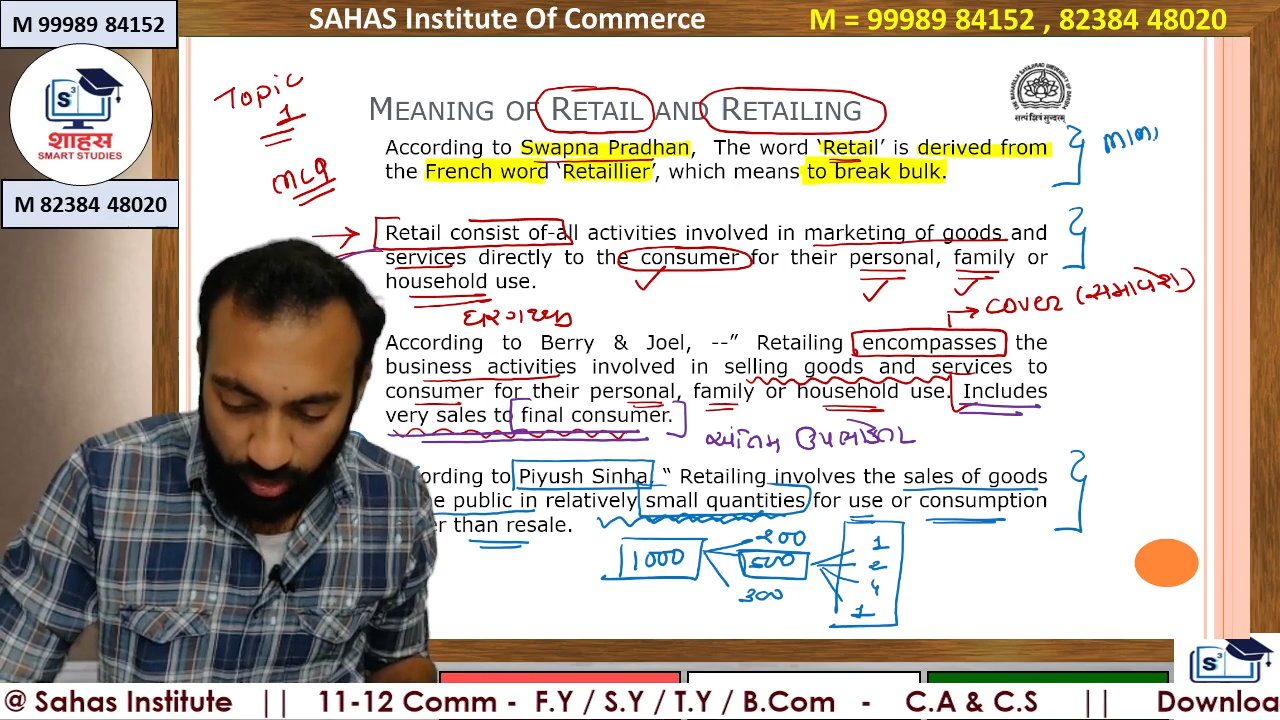 M 99989 84152
SAHAS Institute Of Commerce
M = 99989 84152 , 82384 48020
S³
शाहस
SMART STUDIES
M 82384 48020
Topic
1
MCQ
MEANING OF RETAIL AND RETAILING
सत्यं शिवं सुन्दरम्
According to Swapna Pradhan, The word ‘Retail’ is derived from
the French word ‘Retaillier’, which means to break bulk.
Retail consist of-all activities involved in marketing of goods and
services directly to the consumer for their personal, family or
household use.
COVER (સમાવેશ)
According to Berry & Joel, --” Retailing encompasses the
business activities involved in selling goods and services to
consumer for their personal, family or household use. Includes
very sales to final consumer.
According to Piyush Sinha, “ Retailing involves the sales of goods
public in relatively small quantities for use or consumption
than resale.
1000
200
500
300
1
2
4
1
S³
@ Sahas Institute || 11-12 Comm - F.Y / S.Y / T.Y / B.Com - C.A & C.S || Downloa